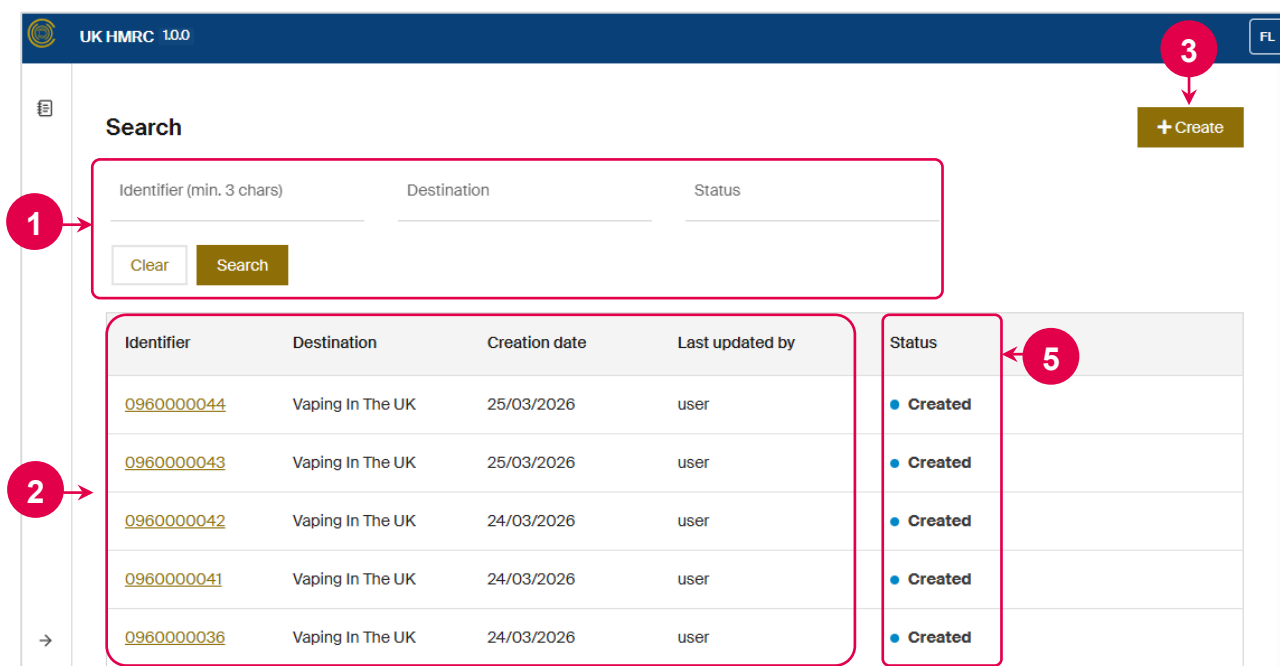 UK HMRC 1.0.0
FL
3
Search
+ Create
Identifier (min. 3 chars) Destination Status
1
Clear Search
Identifier Destination Creation date Last updated by Status
5
0960000044 Vaping In The UK 25/03/2026 user Created
0960000043 Vaping In The UK 25/03/2026 user Created
2
0960000042 Vaping In The UK 24/03/2026 user Created
0960000041 Vaping In The UK 24/03/2026 user Created
0960000036 Vaping In The UK 24/03/2026 user Created